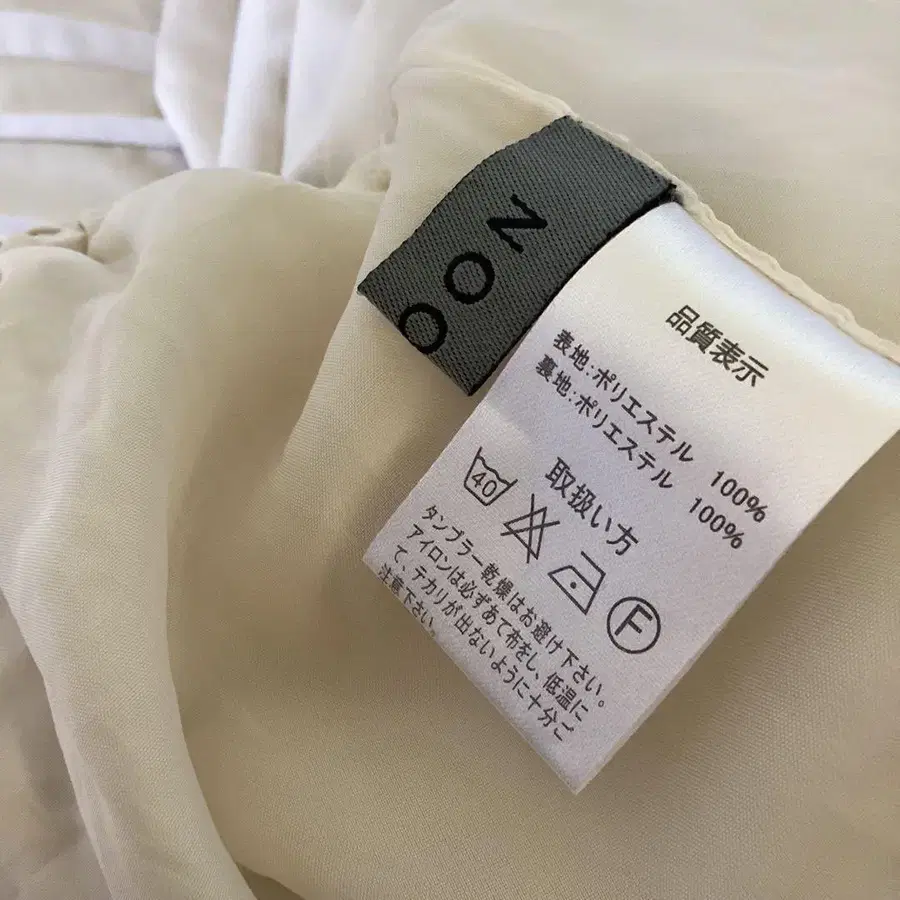 NOO
品質表示
表地:ポリエステル 100%
裏地:ポリエステル 100%
取扱い方
40
F
タンブラー乾燥はお避け下さい。
アイロンは必ずあて布をし、低温に
て、テカリが出ないように十分ご
注意下さい。